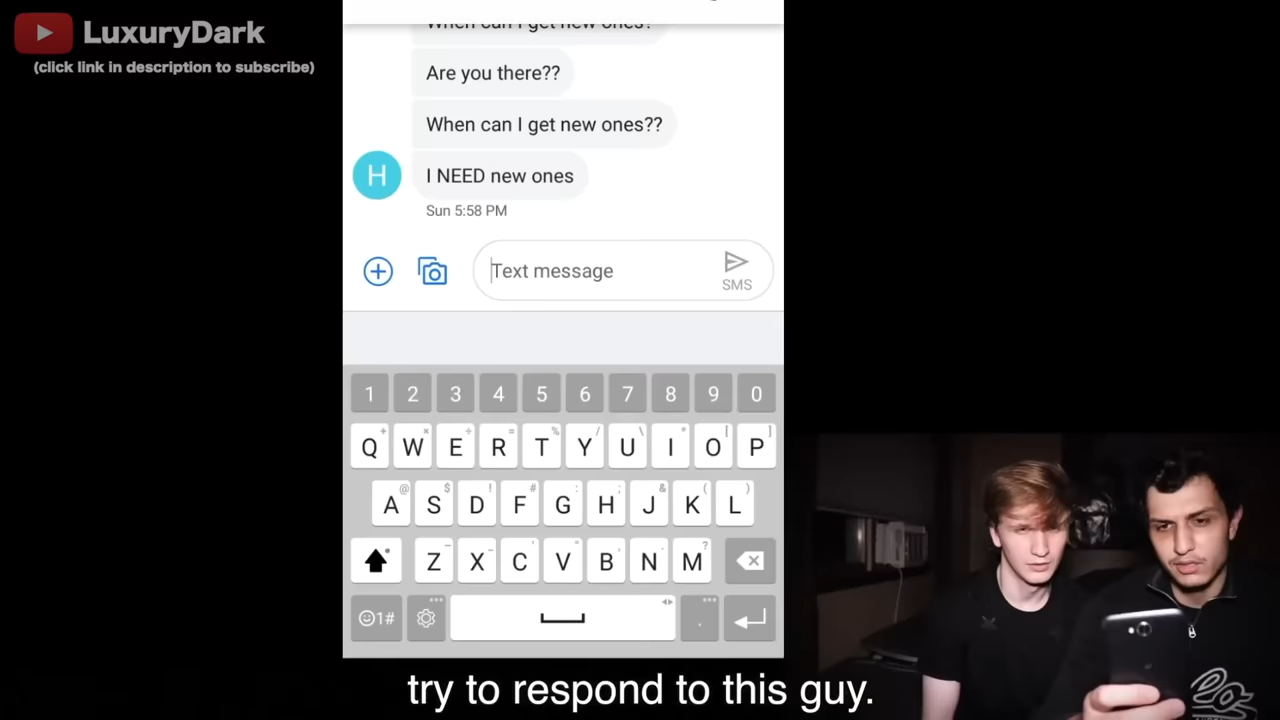 LuxuryDark
(click link in description to subscribe)
When can I get new ones?
Are you there??
When can I get new ones??
H
I NEED new ones
Sun 5:58 PM
Text message
SMS
1 2 3 4 5 6 7 8 9 0
Q W E R T Y U I O P
A S D F G H J K L
Z X C V B N M
1# .
try to respond to this guy.